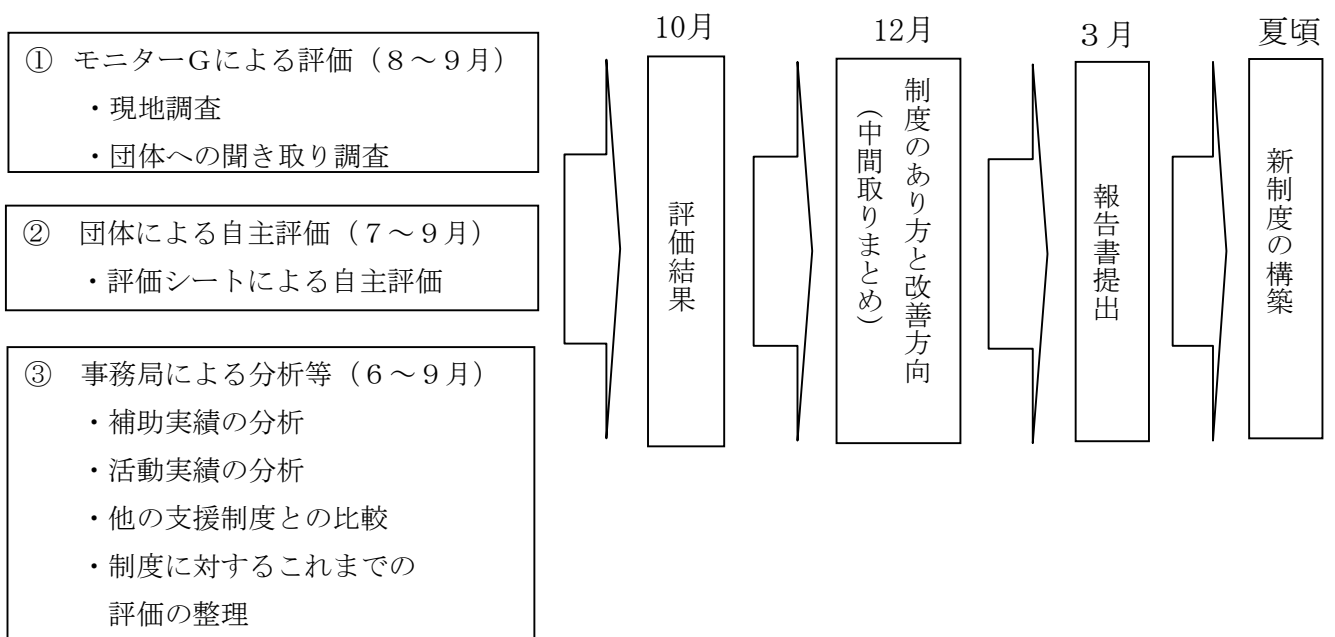 ① モニターＧによる評価（８～９月）
・現地調査
・団体への聞き取り調査
② 団体による自主評価（７～９月）
・評価シートによる自主評価
③ 事務局による分析等（６～９月）
・補助実績の分析
・活動実績の分析
・他の支援制度との比較
・制度に対するこれまでの
評価の整理
10月
評価結果
12月
制度のあり方と改善方向
（中間取りまとめ）
３月
報告書提出
夏頃
新制度の構築